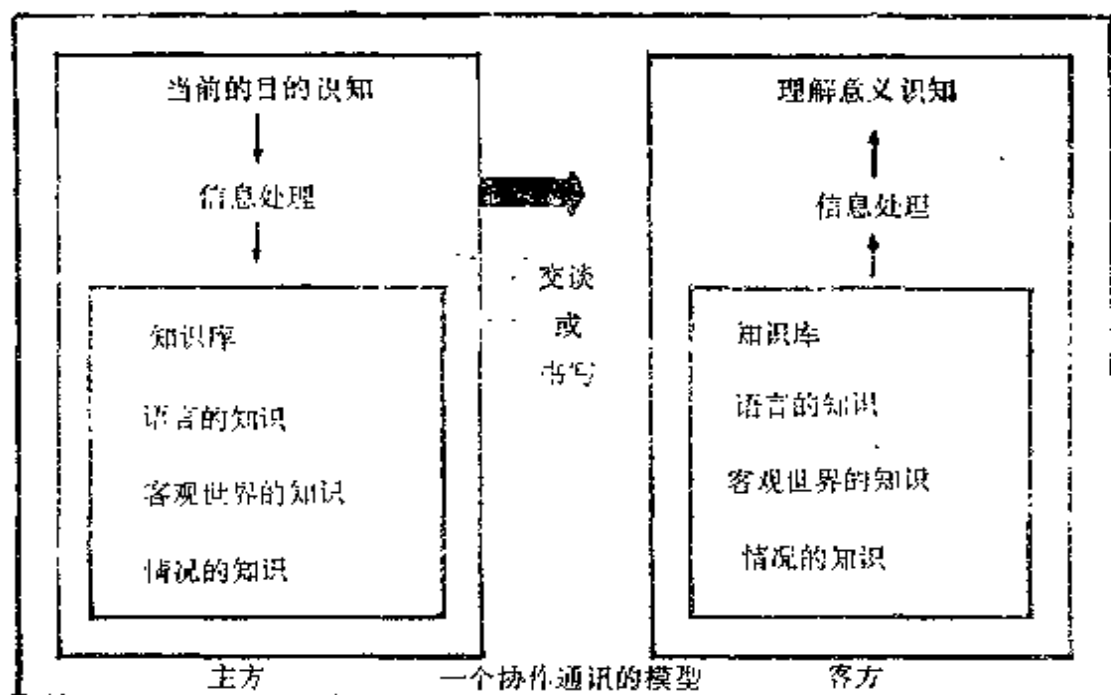 当前的目的识知
信息处理
知识库
语言的知识
客观世界的知识
情况的知识
主方
交谈
或
书写
理解意义识知
信息处理
知识库
语言的知识
客观世界的知识
情况的知识
客方
一个协作通讯的模型